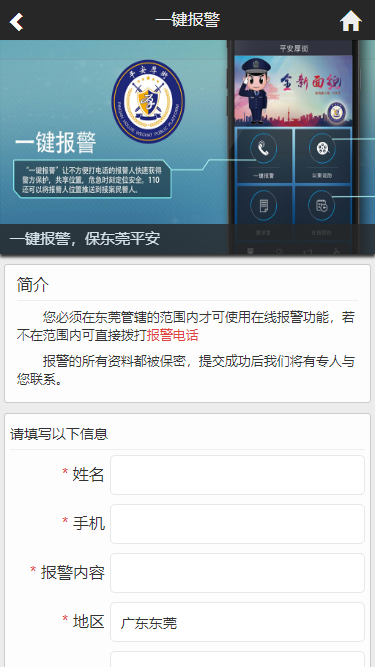 一键报警
平安厚街
平安厚街
全新面貌
一键报警
“一键报警”让不方便打电话的报警人快速获得
警方保护，共享位置，危急时刻定位安全，110
还可以将报警人位置推送到接案民警人。
一键报警
一键报警，保东莞平安
简介
您必须在东莞管辖的范围内才可使用在线报警功能，若
不在范围内可直接拨打报警电话
报警的所有资料都被保密，提交成功后我们将有专人与
您联系。
请填写以下信息
* 姓名
* 手机
* 报警内容
* 地区 广东东莞